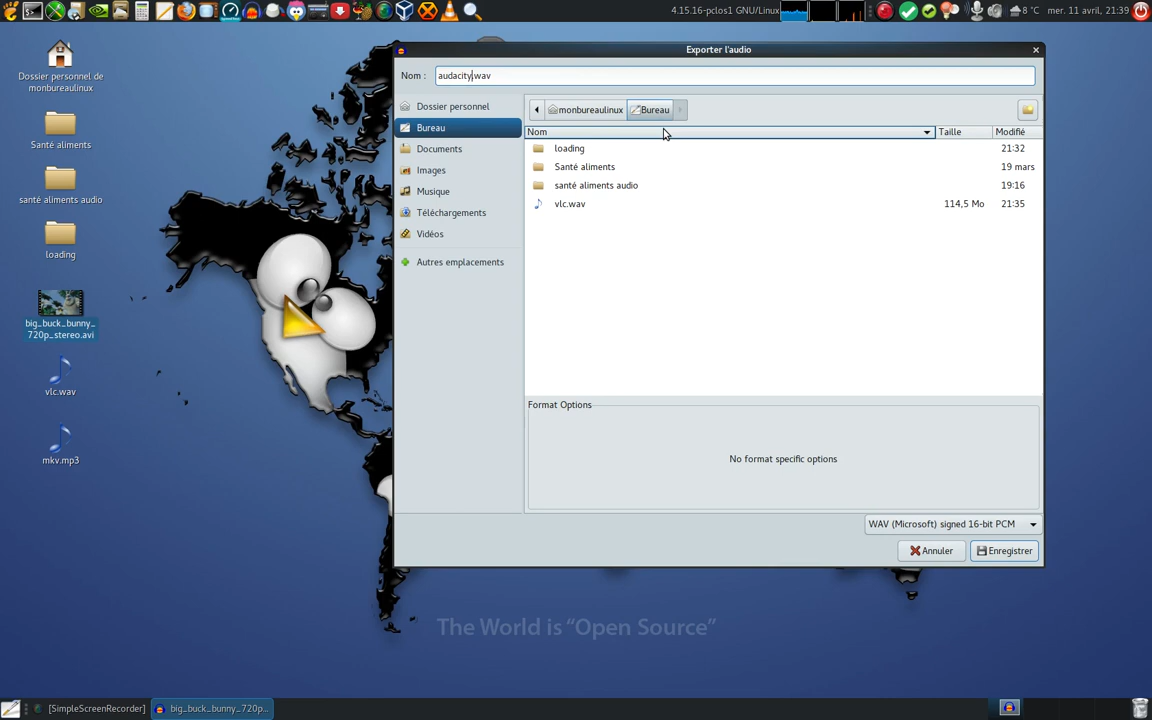 4.15.16-pclos1 GNU/Linux
8 °C mer. 11 avril, 21:39
Dossier personnel de
monbureaulinux
Santé aliments
santé aliments audio
loading
big_buck_bunny_
720p_stereo.avi
vlc.wav
mkv.mp3
Exporter l'audio
Nom :
audacity.wav
Dossier personnel
Bureau
Documents
Images
Musique
Téléchargements
Vidéos
Autres emplacements
monbureaulinux
Bureau
Nom Taille Modifié
loading 21:32
Santé aliments 19 mars
santé aliments audio 19:16
vlc.wav 114,5 Mo 21:35
Format Options
No format specific options
WAV (Microsoft) signed 16-bit PCM
Annuler
Enregistrer
The World is “Open Source”
[SimpleScreenRecorder]
big_buck_bunny_720p...